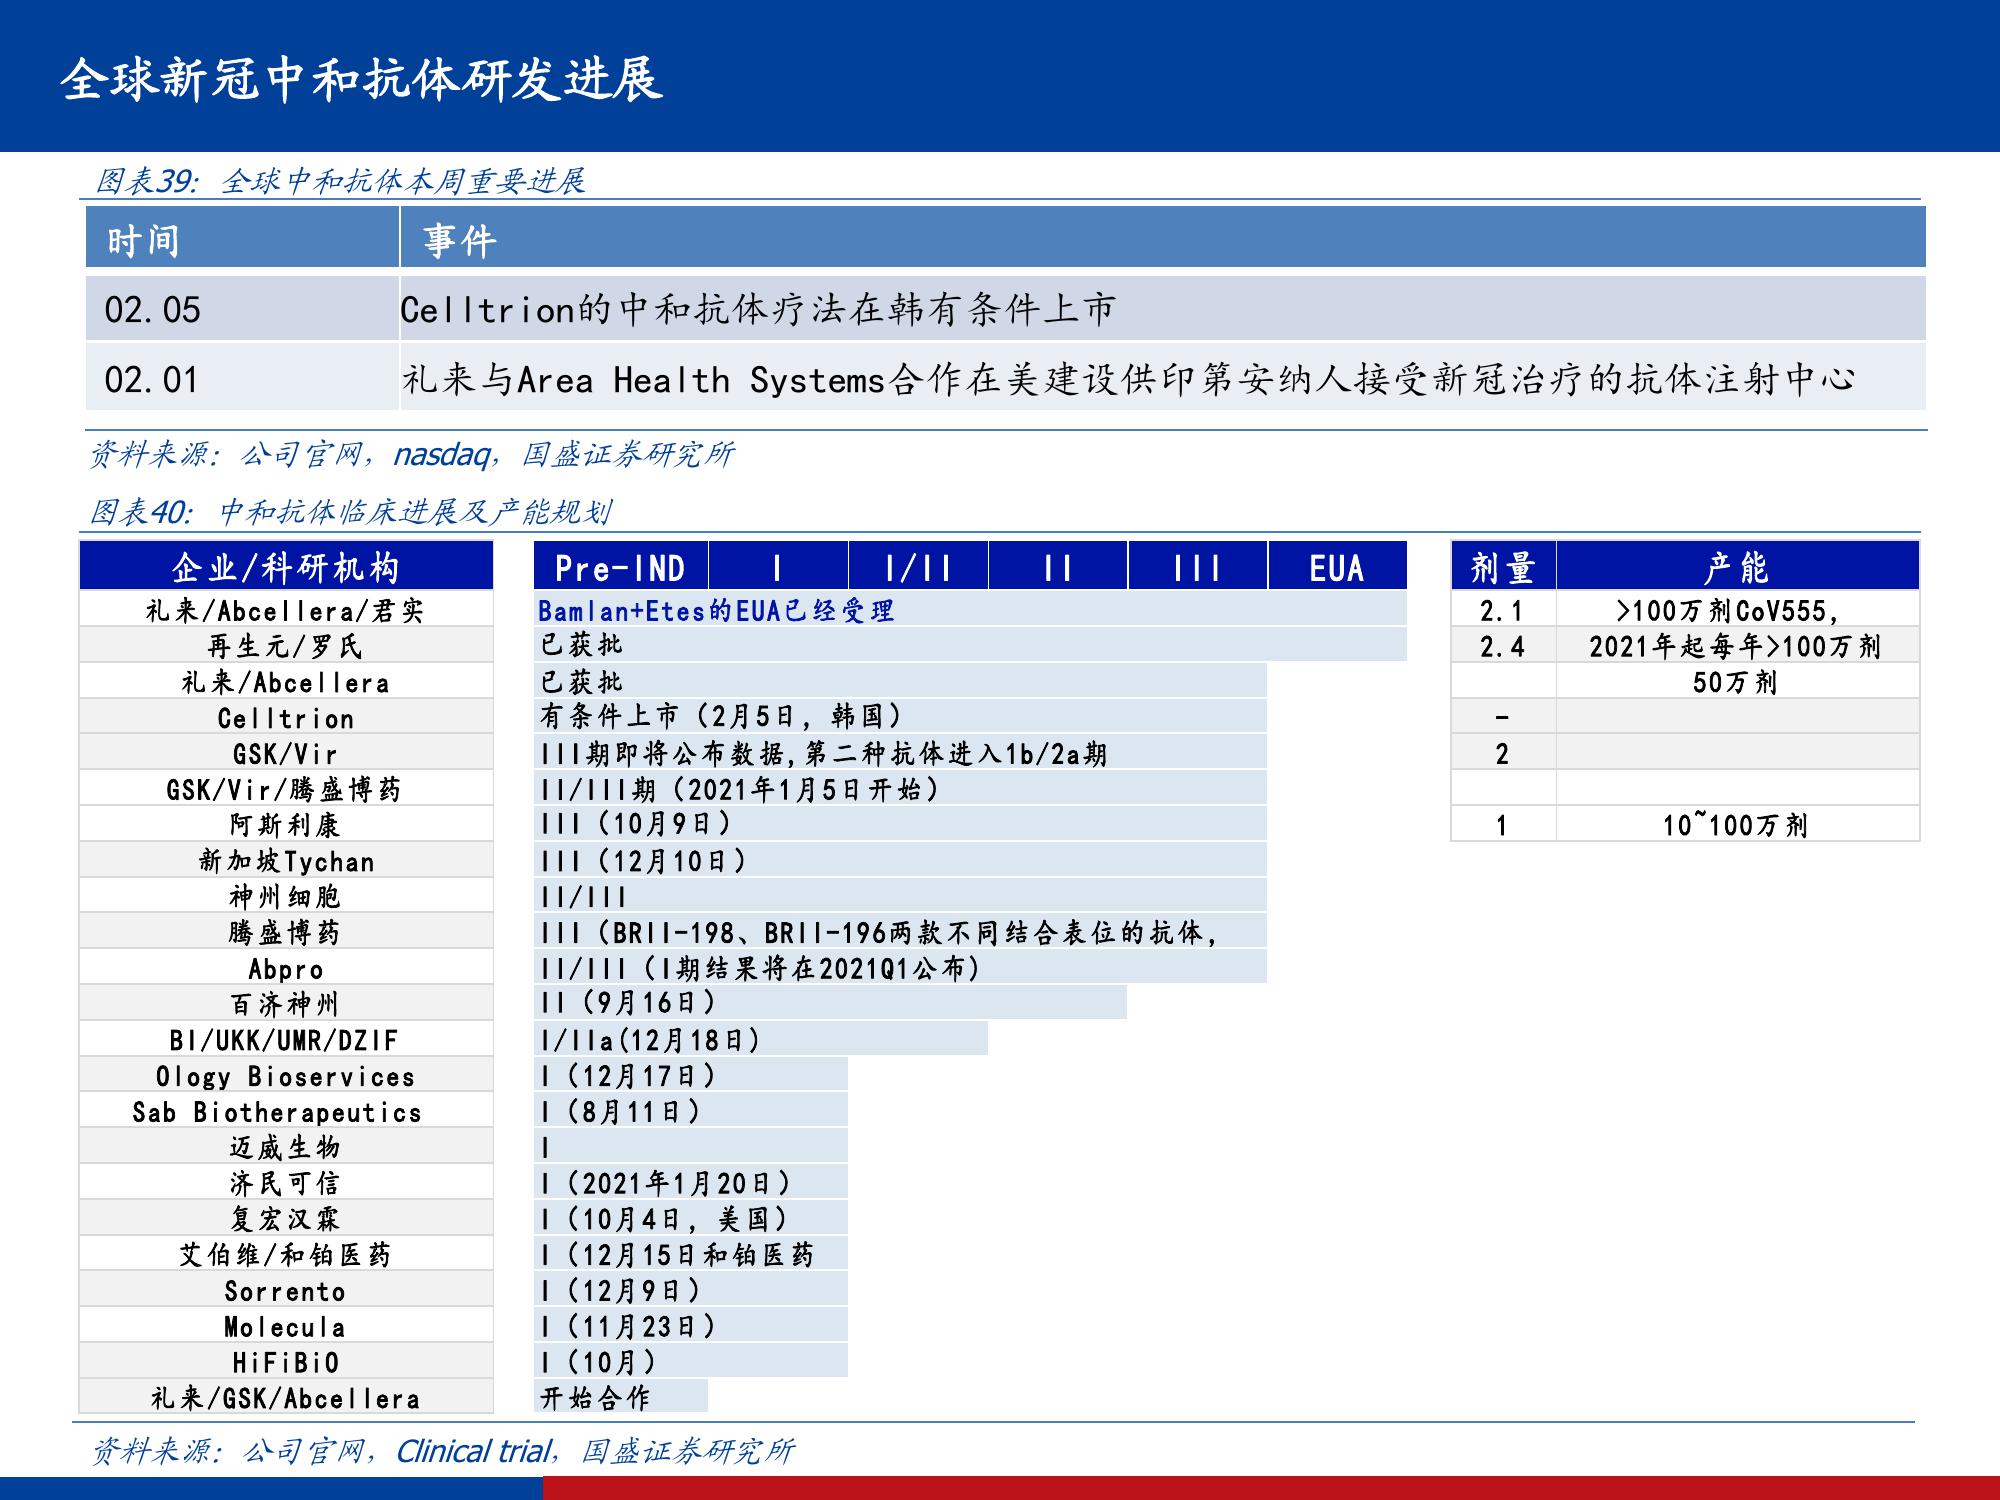 全球新冠中和抗体研发进展
图表39: 全球中和抗体本周重要进展
时间 事件
02.05 Celltrion的中和抗体疗法在韩有条件上市
02.01 礼来与Area Health Systems合作在美建设供印第安纳人接受新冠治疗的抗体注射中心
资料来源：公司官网，nasdaq，国盛证券研究所
图表40: 中和抗体临床进展及产能规划
企业/科研机构 Pre-IND I I/II II III EUA 剂量 产能
礼来/Abcellera/君实 Bamlan+Etes的EUA已经受理 2.1 >100万剂CoV555,
再生元/罗氏 已获批 2.4 2021年起每年>100万剂
礼来/Abcellera 已获批 50万剂
Celltrion 有条件上市（2月5日, 韩国） –
GSK/Vir III期即将公布数据,第二种抗体进入1b/2a期 2
GSK/Vir/腾盛博药 II/III期（2021年1月5日开始）
阿斯利康 III（10月9日） 1 10~100万剂
新加坡Tychan III（12月10日）
神州细胞 II/III
腾盛博药 III（BRII-198、BRII-196两款不同结合表位的抗体,
Abpro II/III（I期结果将在2021Q1公布）
百济神州 II（9月16日）
BI/UKK/UMR/DZIF I/IIa(12月18日）
Ology Bioservices I（12月17日）
Sab Biotherapeutics I（8月11日）
迈威生物 I
济民可信 I（2021年1月20日）
复宏汉霖 I（10月4日, 美国）
艾伯维/和铂医药 I（12月15日和铂医药
Sorrento I（12月9日）
Molecula I（11月23日）
HiFiBiO I（10月）
礼来/GSK/Abcellera 开始合作
资料来源：公司官网，Clinical trial，国盛证券研究所